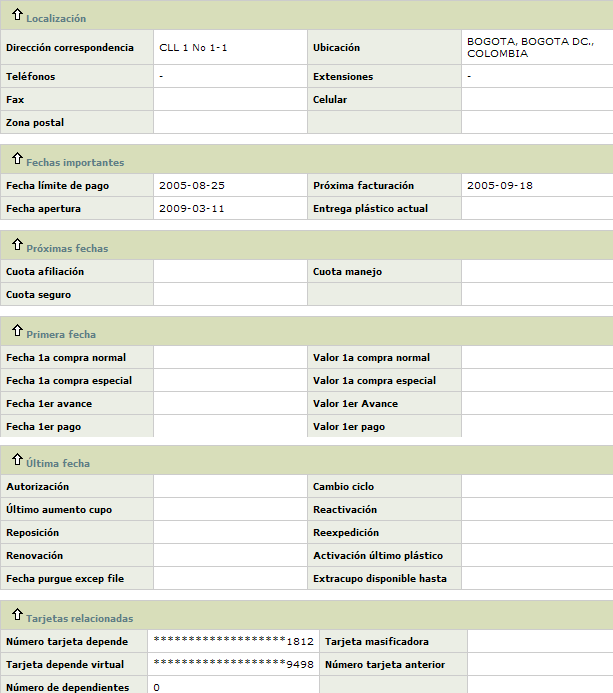 Localización
Dirección correspondencia CLL 1 No 1-1 Ubicación BOGOTA, BOGOTA DC,, COLOMBIA
Teléfonos - Extensiones -
Fax Celular
Zona postal
Fechas importantes
Fecha límite de pago 2005-08-25 Próxima facturación 2005-09-18
Fecha apertura 2009-03-11 Entrega plástico actual
Próximas fechas
Cuota afiliación Cuota manejo
Cuota seguro
Primera fecha
Fecha 1a compra normal Valor 1a compra normal
Fecha 1a compra especial Valor 1a compra especial
Fecha 1er avance Valor 1er Avance
Fecha 1er pago Valor 1er pago
Última fecha
Autorización Cambio ciclo
Último aumento cupo Reactivación
Reposición Reexpedición
Renovación Activación último plástico
Fecha purgue excep file Extracupo disponible hasta
Tarjetas relacionadas
Número tarjeta depende *******************1812 Tarjeta masificadora
Tarjeta depende virtual *******************9498 Número tarjeta anterior
Número de dependientes 0